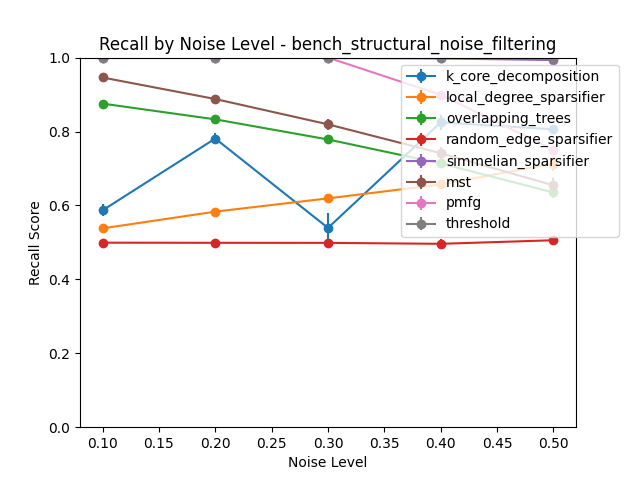 Recall by Noise Level - bench_structural_noise_filtering
1.0
0.8
0.6
0.4
0.2
0.0
Recall Score
k_core_decomposition
local_degree_sparsifier
overlapping_trees
random_edge_sparsifier
simmelian_sparsifier
mst
pmfg
threshold
0.10 0.15 0.20 0.25 0.30 0.35 0.40 0.45 0.50
Noise Level